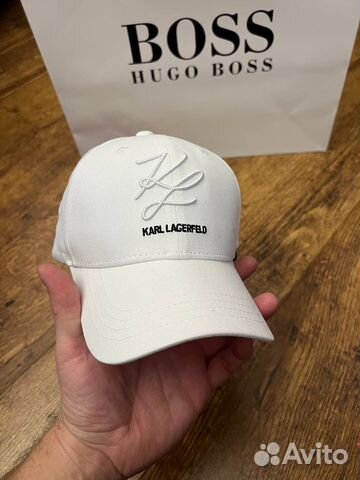 BOSS
HUGO BOSS
KL
KARL LAGERFELD
Avito